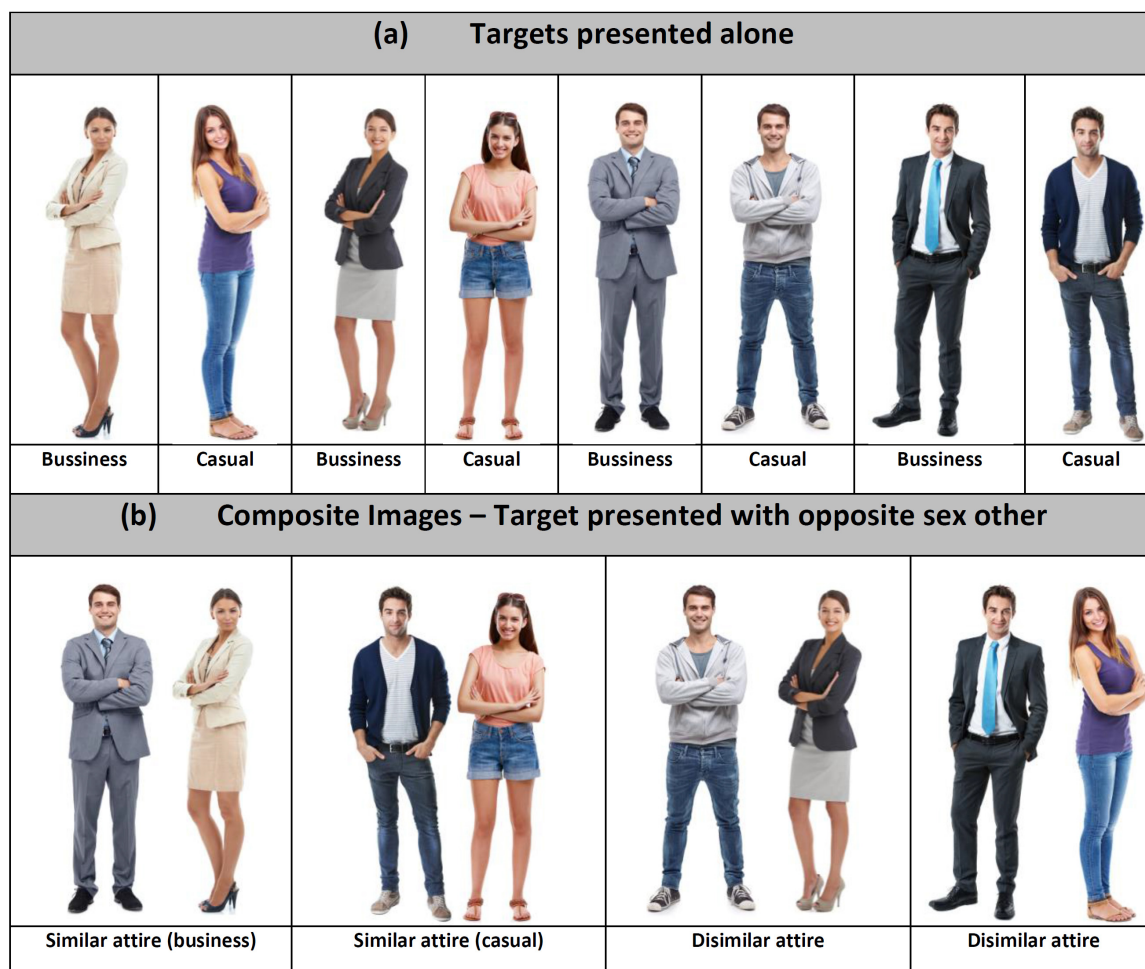 (a) Targets presented alone
Bussiness Casual Bussiness Casual Bussiness Casual Bussiness Casual
(b) Composite Images – Target presented with opposite sex other
Similar attire (business) Similar attire (casual) Disimilar attire Disimilar attire